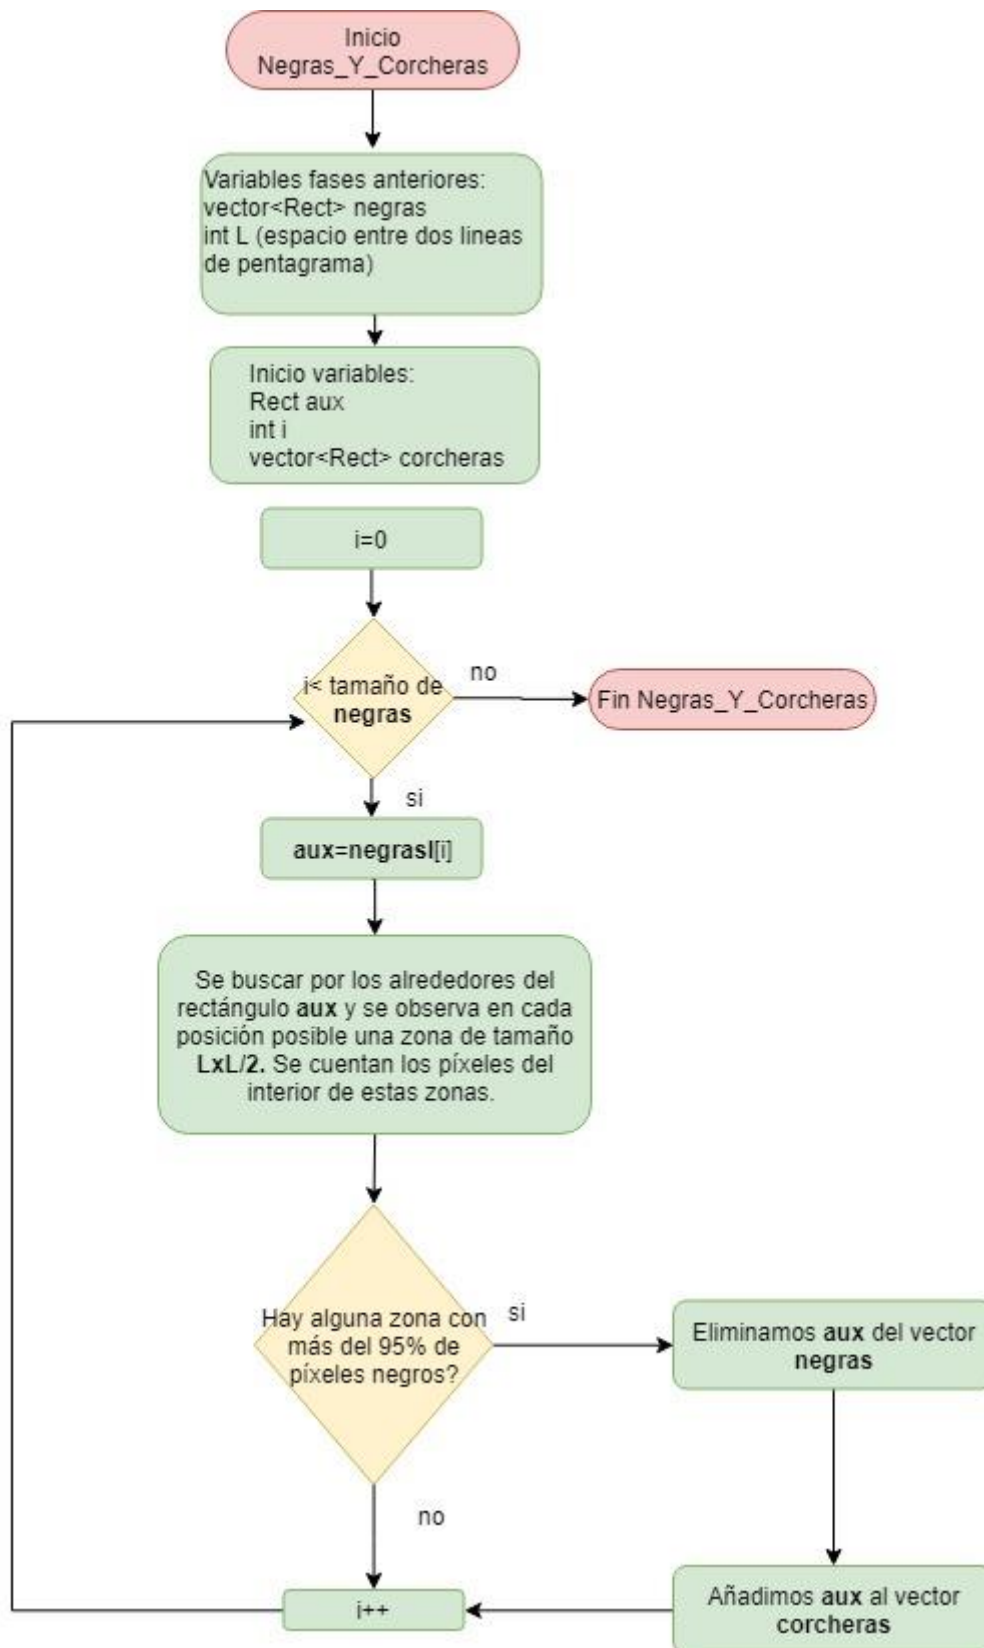 Inicio
Negras_Y_Corcheras
Variables fases anteriores:
vector<Rect> negras
int L (espacio entre dos lineas
de pentagrama)
Inicio variables:
Rect aux
int i
vector<Rect> corcheras
i=0
i< tamaño de
negras
no
Fin Negras_Y_Corcheras
si
aux=negrasI[i]
Se buscar por los alrededores del
rectángulo aux y se observa en cada
posición posible una zona de tamaño
LxL/2. Se cuentan los píxeles del
interior de estas zonas.
Hay alguna zona con
más del 95% de
píxeles negros?
si
Eliminamos aux del vector
negras
no
Añadimos aux al vector
corcheras
i++